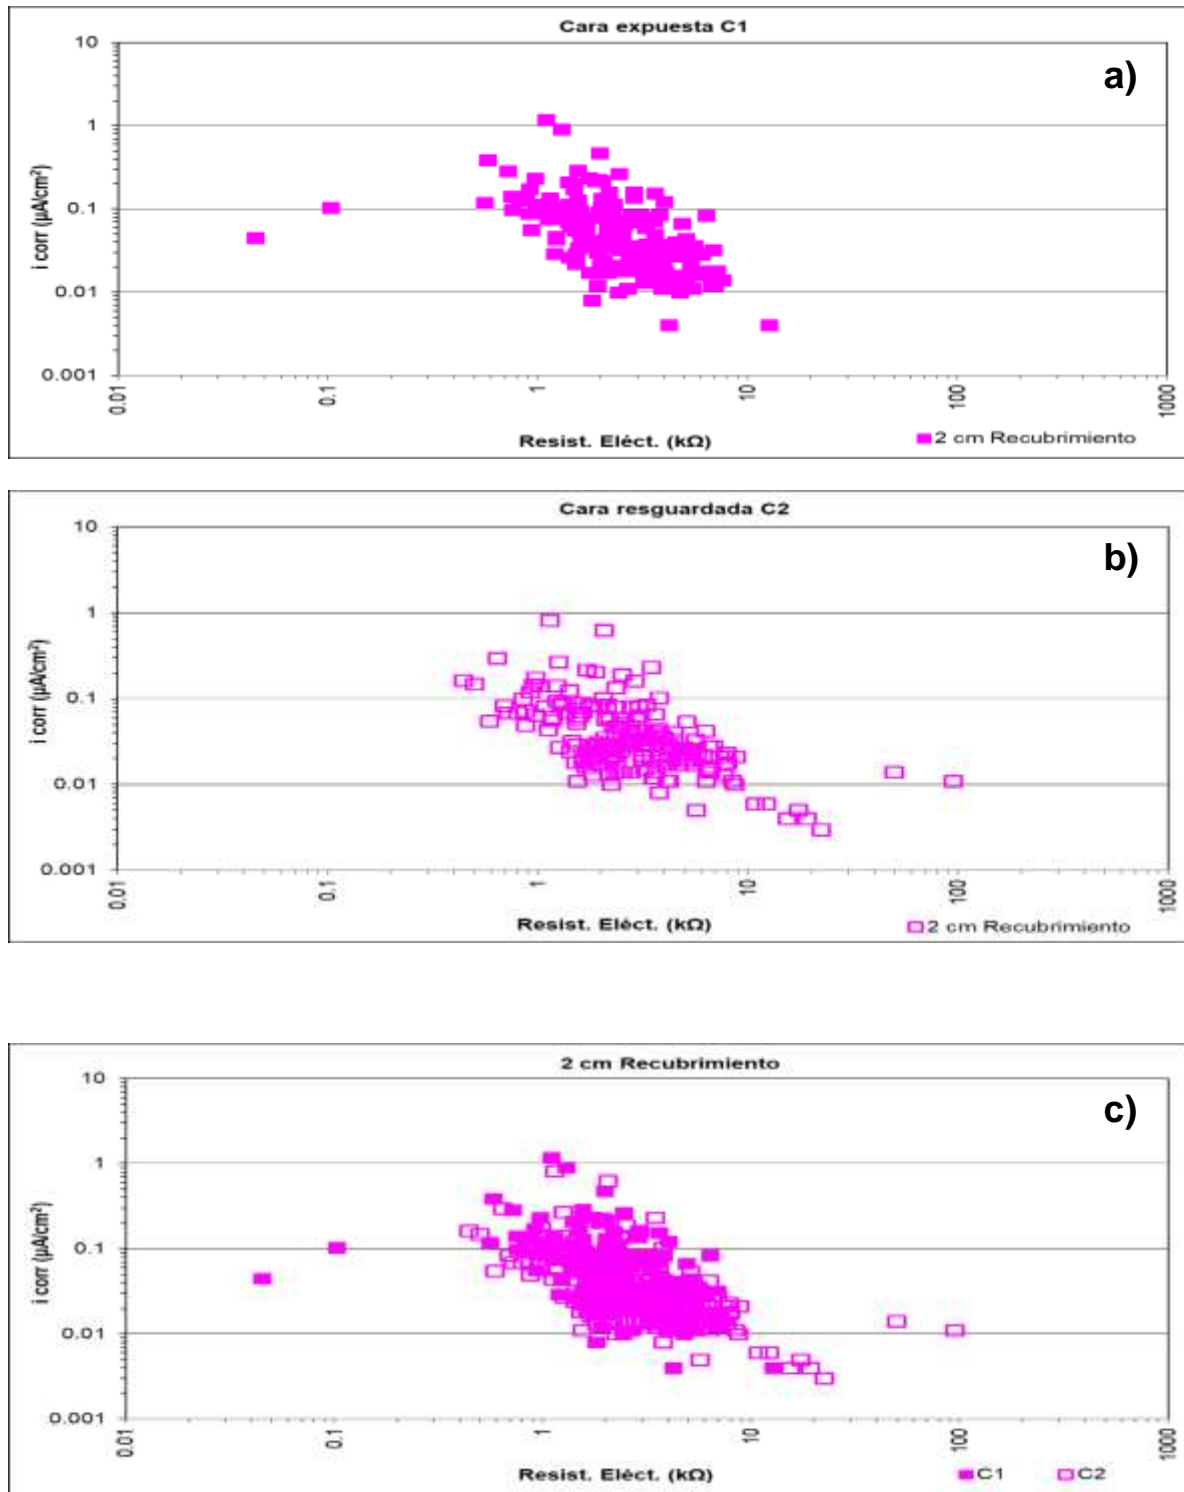 Cara expuesta C1
a)
10
1
0.1
0.01
0.001
i corr (µA/cm²)
0.01
0.1
1
10
100
1000
Resist. Eléct. (kΩ)
2 cm Recubrimiento
Cara resguardada C2
b)
10
1
0.1
0.01
0.001
i corr (µA/cm²)
0.01
0.1
1
10
100
1000
Resist. Eléct. (kΩ)
2 cm Recubrimiento
2 cm Recubrimiento
c)
10
1
0.1
0.01
0.001
i corr (µA/cm²)
0.01
0.1
1
10
100
1000
Resist. Eléct. (kΩ)
C1 C2